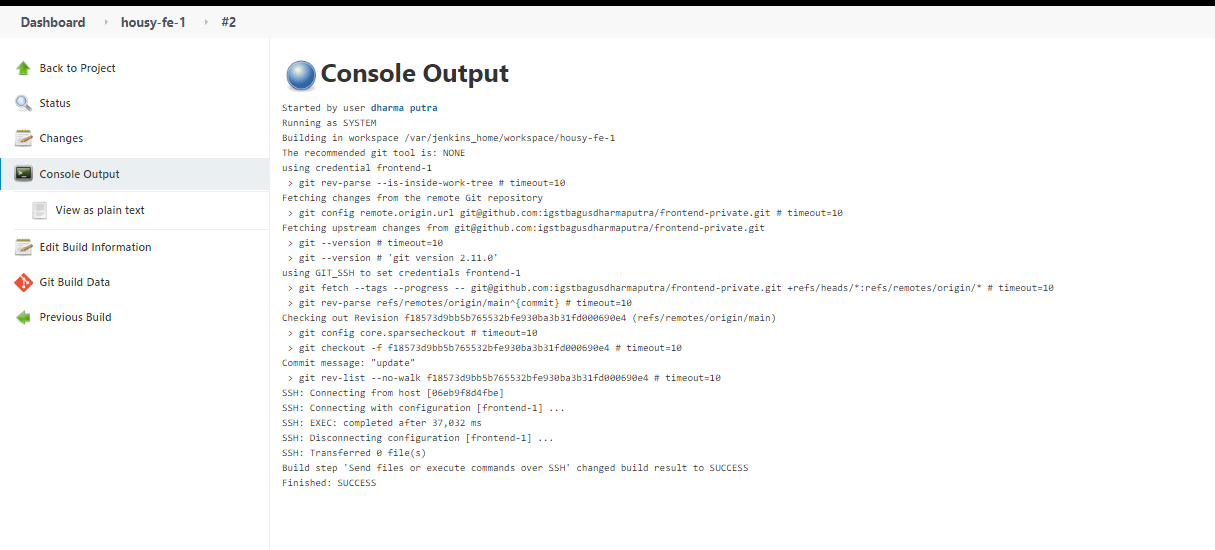 Dashboard housy-fe-1 #2
Back to Project
Status
Changes
Console Output
View as plain text
Edit Build Information
Git Build Data
Previous Build
Console Output
Started by user dharma putra
Running as SYSTEM
Building in workspace /var/jenkins_home/workspace/housy-fe-1
The recommended git tool is: NONE
using credential frontend-1
> git rev-parse --is-inside-work-tree # timeout=10
Fetching changes from the remote Git repository
> git config remote.origin.url git@github.com:igstbagusdharmaputra/frontend-private.git # timeout=10
Fetching upstream changes from git@github.com:igstbagusdharmaputra/frontend-private.git
> git --version # timeout=10
> git --version # 'git version 2.11.0'
using GIT_SSH to set credentials frontend-1
> git fetch --tags --progress -- git@github.com:igstbagusdharmaputra/frontend-private.git +refs/heads/*:refs/remotes/origin/* # timeout=10
> git rev-parse refs/remotes/origin/main^{commit} # timeout=10
Checking out Revision f18573d9bb5b765532bfe930ba3b31fd000690e4 (refs/remotes/origin/main)
> git config core.sparsecheckout # timeout=10
> git checkout -f f18573d9bb5b765532bfe930ba3b31fd000690e4 # timeout=10
Commit message: "update"
> git rev-list --no-walk f18573d9bb5b765532bfe930ba3b31fd000690e4 # timeout=10
SSH: Connecting from host [06eb9f8d4fbe]
SSH: Connecting with configuration [frontend-1] ...
SSH: EXEC: completed after 37,032 ms
SSH: Disconnecting configuration [frontend-1] ...
SSH: Transferred 0 file(s)
Build step 'Send files or execute commands over SSH' changed build result to SUCCESS
Finished: SUCCESS